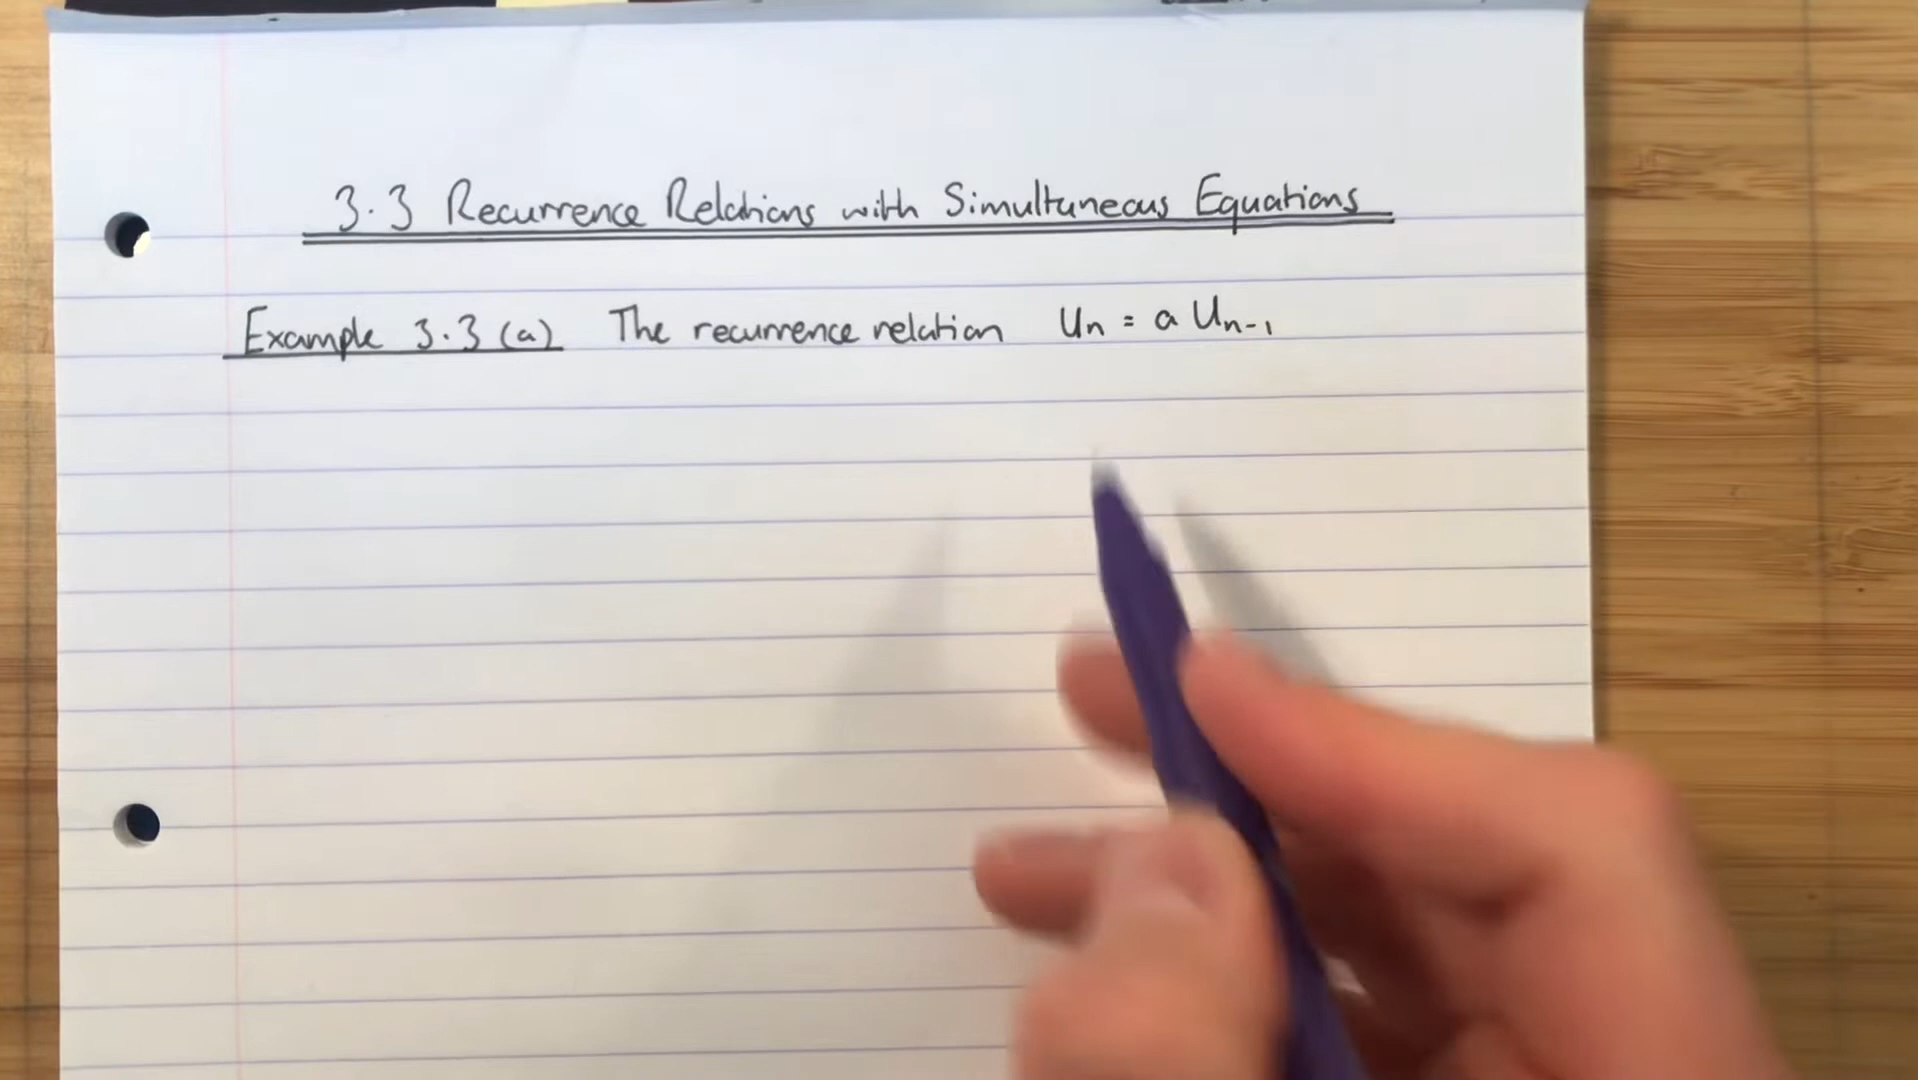 3.3 Recurrence Relations with Simultaneous Equations
Example 3.3 (a) The recurrence relation Un = a Un-1